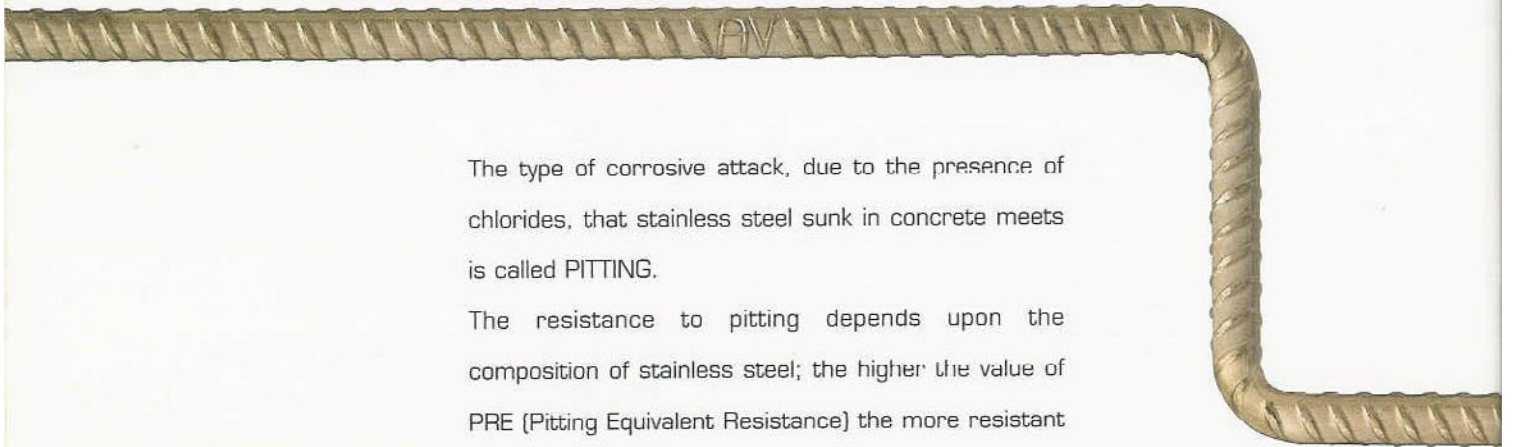 AV
The type of corrosive attack, due to the presence of
chlorides, that stainless steel sunk in concrete meets
is called PITTING.
The resistance to pitting depends upon the
composition of stainless steel; the higher the value of
PRE (Pitting Equivalent Resistance) the more resistant